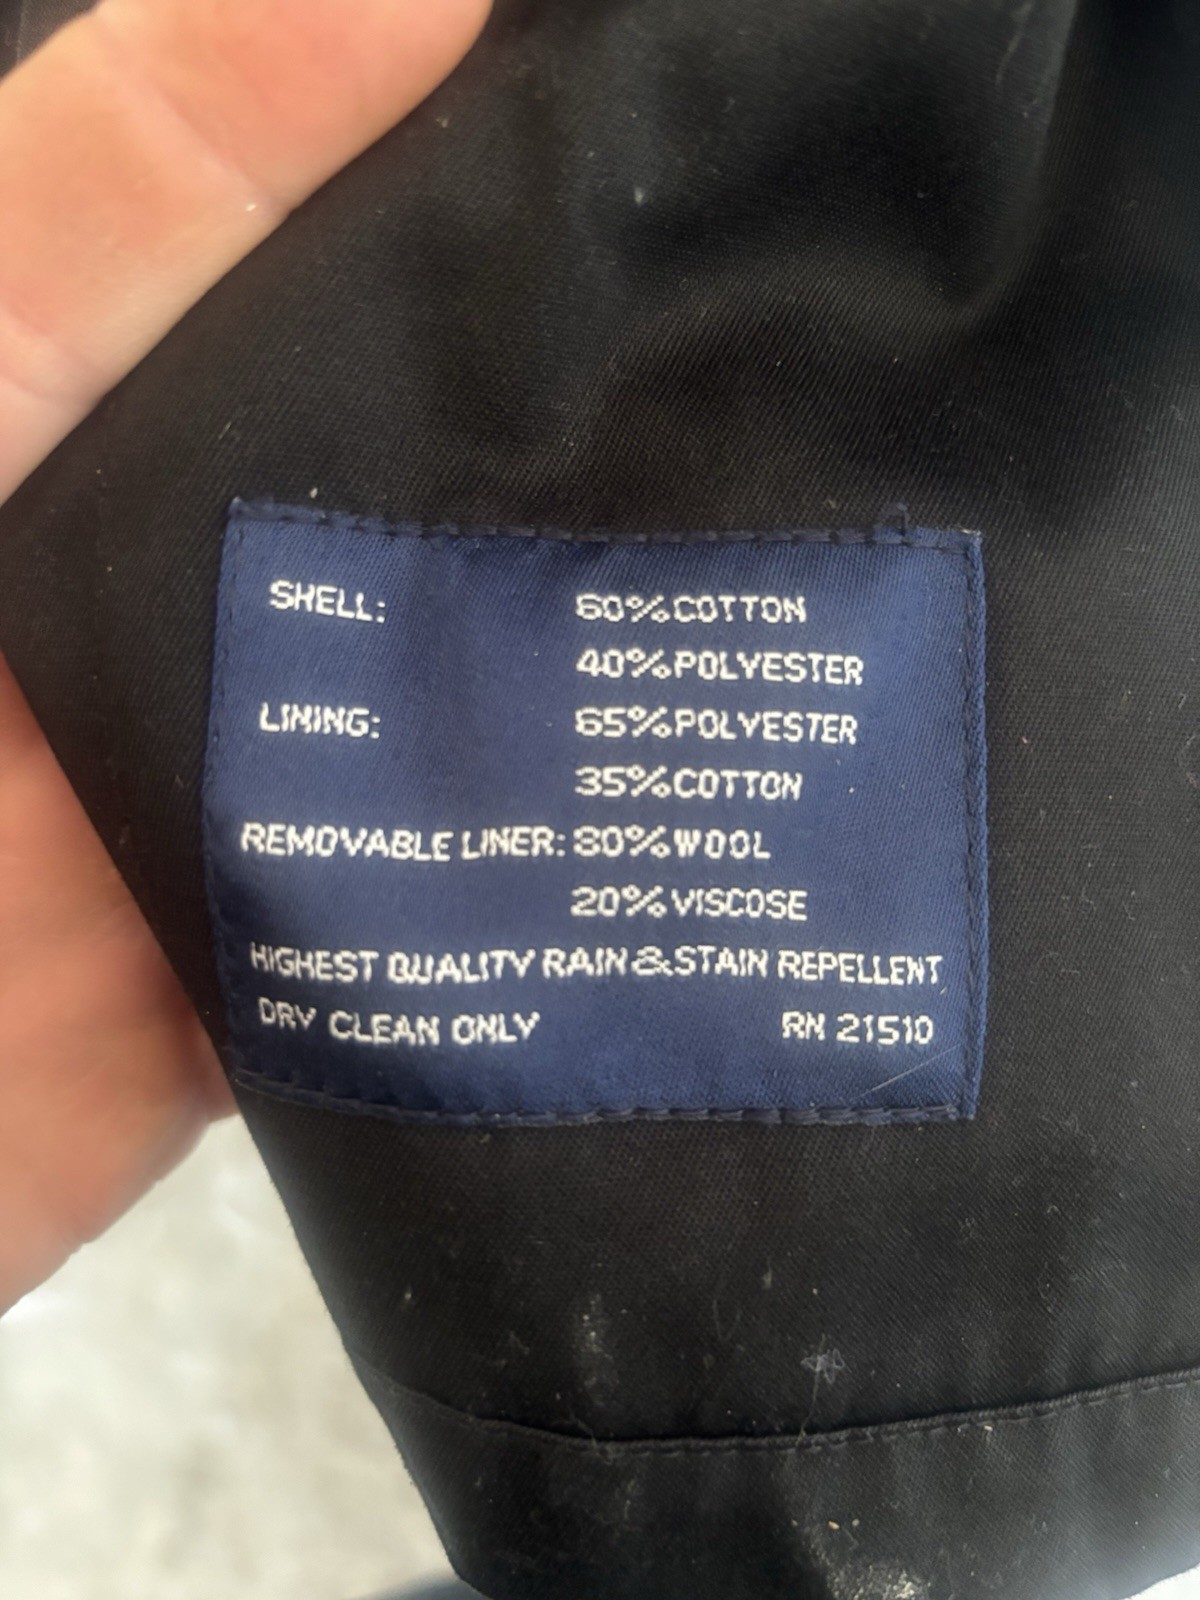 SHELL: 60% COTTON
40% POLYESTER
LINING: 65% POLYESTER
35% COTTON
REMOVABLE LINER: 80% WOOL
20% VISCOSE
HIGHEST QUALITY RAIN & STAIN REPELLENT
DRY CLEAN ONLY RN 21510